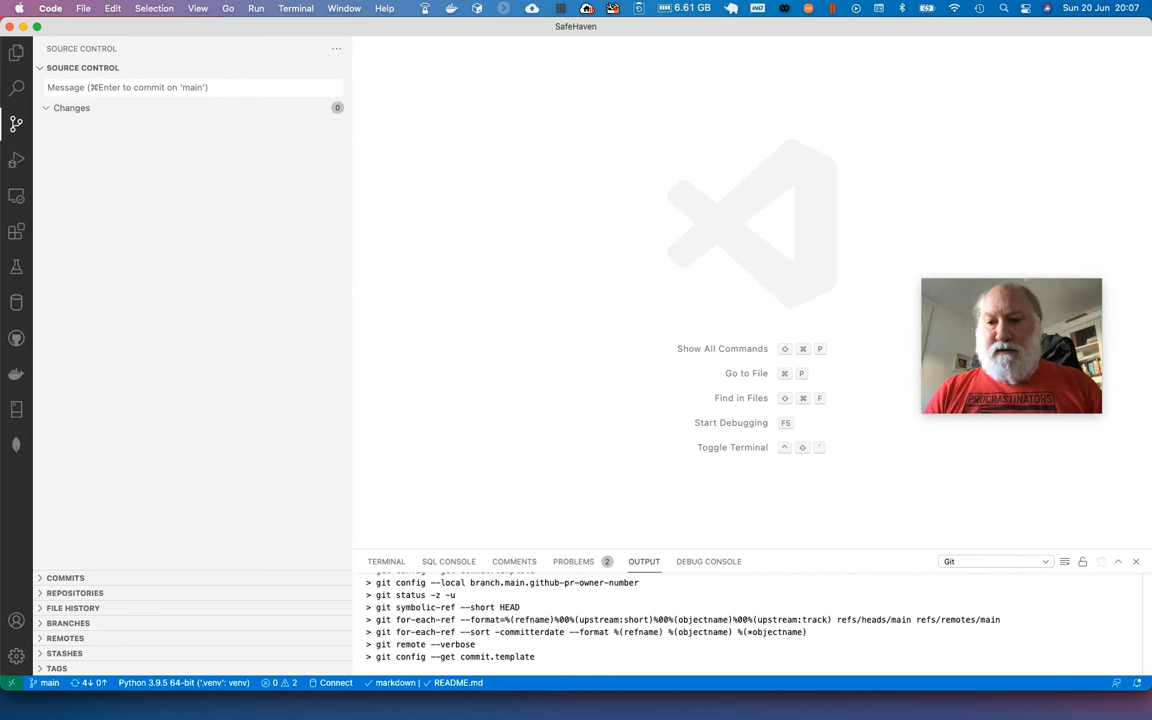 Code File Edit Selection View Go Run Terminal Window Help 6.61 GB Sun 20 Jun 20:07
SafeHaven
SOURCE CONTROL
SOURCE CONTROL
Message (⌘Enter to commit on 'main')
Changes 0
Show All Commands ⇧ ⌘ P
Go to File ⌘ P
Find in Files ⇧ ⌘ F
Start Debugging F5
Toggle Terminal ^ ⇧ `
PROCRASTINATORS
COMMITS
REPOSITORIES
FILE HISTORY
BRANCHES
REMOTES
STASHES
TAGS
TERMINAL SQL CONSOLE COMMENTS PROBLEMS 2 OUTPUT DEBUG CONSOLE Git
> git config --local branch.main.github-pr-owner-number
> git status -z -u
> git symbolic-ref --short HEAD
> git for-each-ref --format=%(refname)%00%(upstream:short)%00%(objectname)%00%(upstream:track) refs/heads/main refs/remotes/main
> git for-each-ref --sort -committerdate --format %(refname) %(objectname) %(*objectname)
> git remote --verbose
> git config --get commit.template
main 4↓ 0↑ Python 3.9.5 64-bit ('.venv': venv) 0 2 Connect ✓ markdown | ✓ README.md